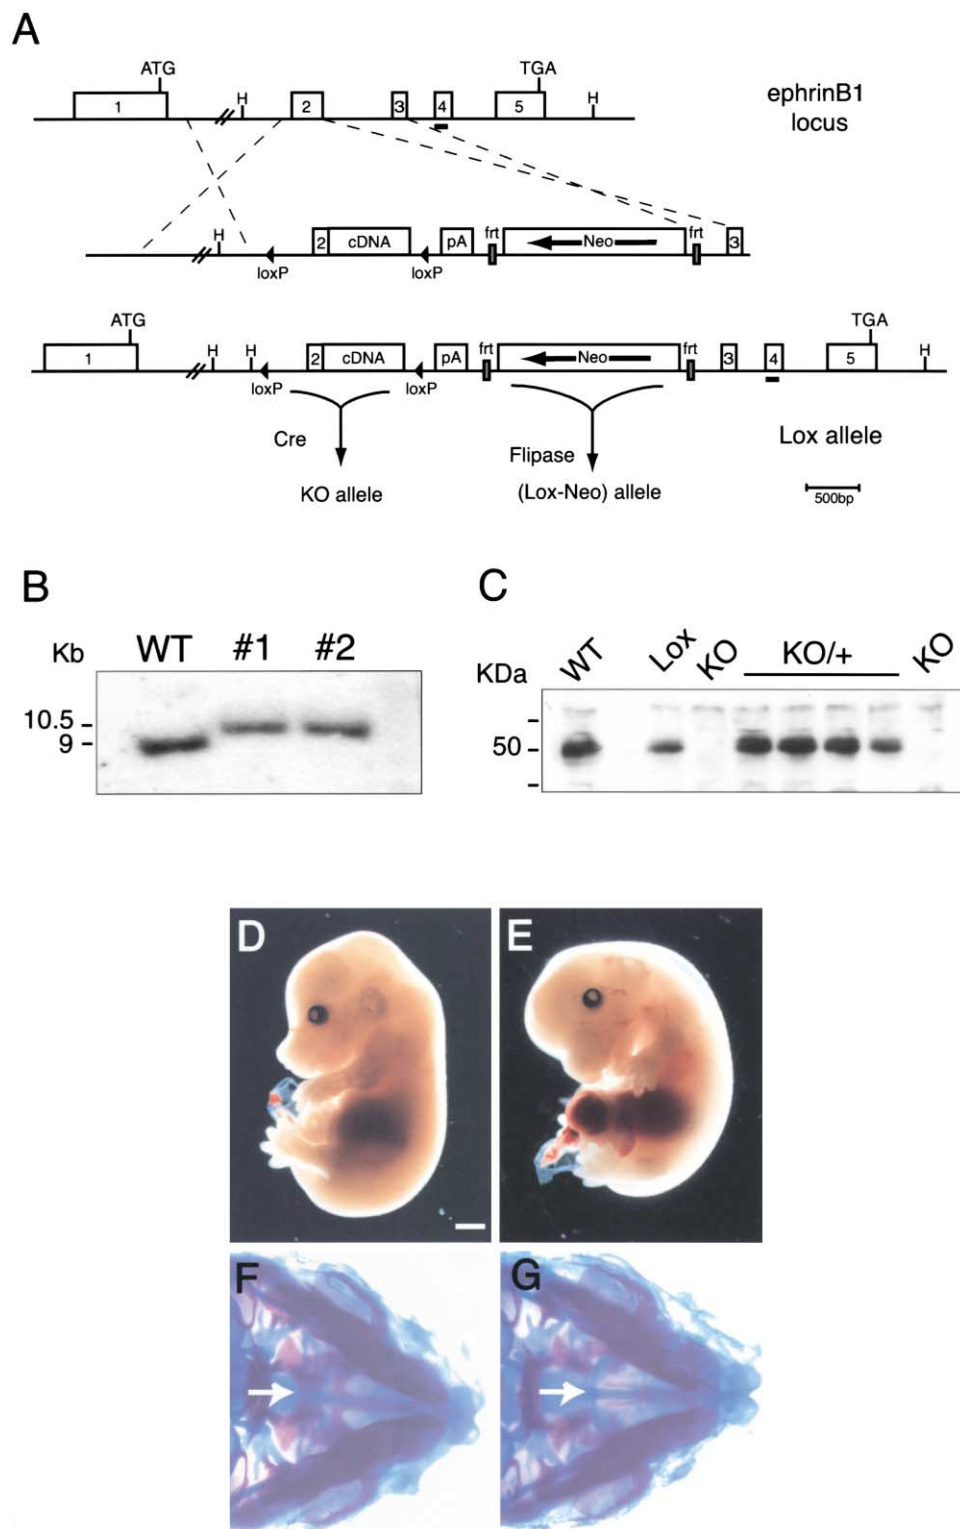 A
ATG
TGA
1
H
2
3
4
5
H
ephrinB1
locus
H
2
cDNA
pA
frt
Neo
frt
3
loxP
loxP
ATG
TGA
1
H
H
2
cDNA
pA
frt
Neo
frt
3
4
5
H
loxP
loxP
Cre
KO allele
Flipase
(Lox-Neo) allele
Lox allele
500bp
B
Kb
WT
#1
#2
10.5
9
C
KDa
WT
Lox
KO
KO/+
KO
50
D
E
F
G